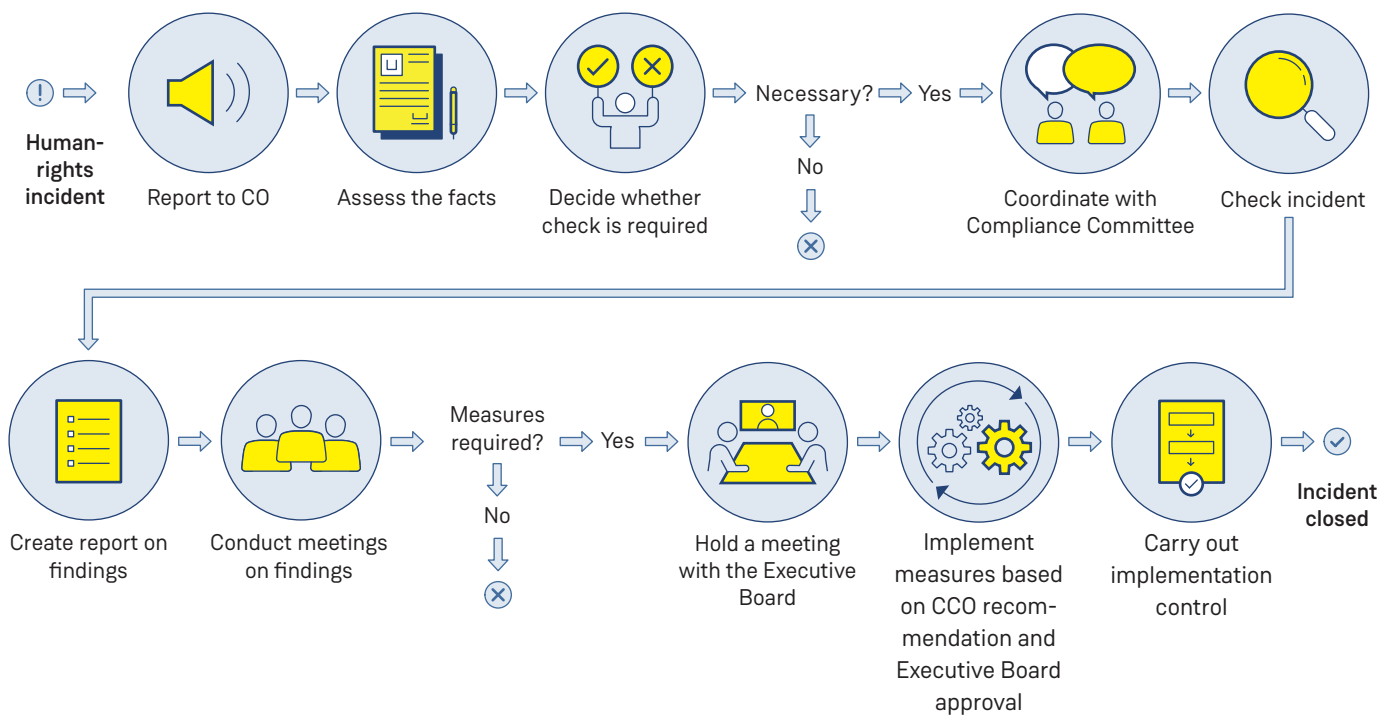 Human-
rights
incident
Report to CO
Assess the facts
Decide whether
check is required
Necessary?
Yes
No
Coordinate with
Compliance Committee
Check incident
Create report on
findings
Conduct meetings
on findings
Measures
required?
Yes
No
Hold a meeting
with the Executive
Board
Implement
measures based
on CCO recom-
mendation and
Executive Board
approval
Carry out
implementation
control
Incident
closed